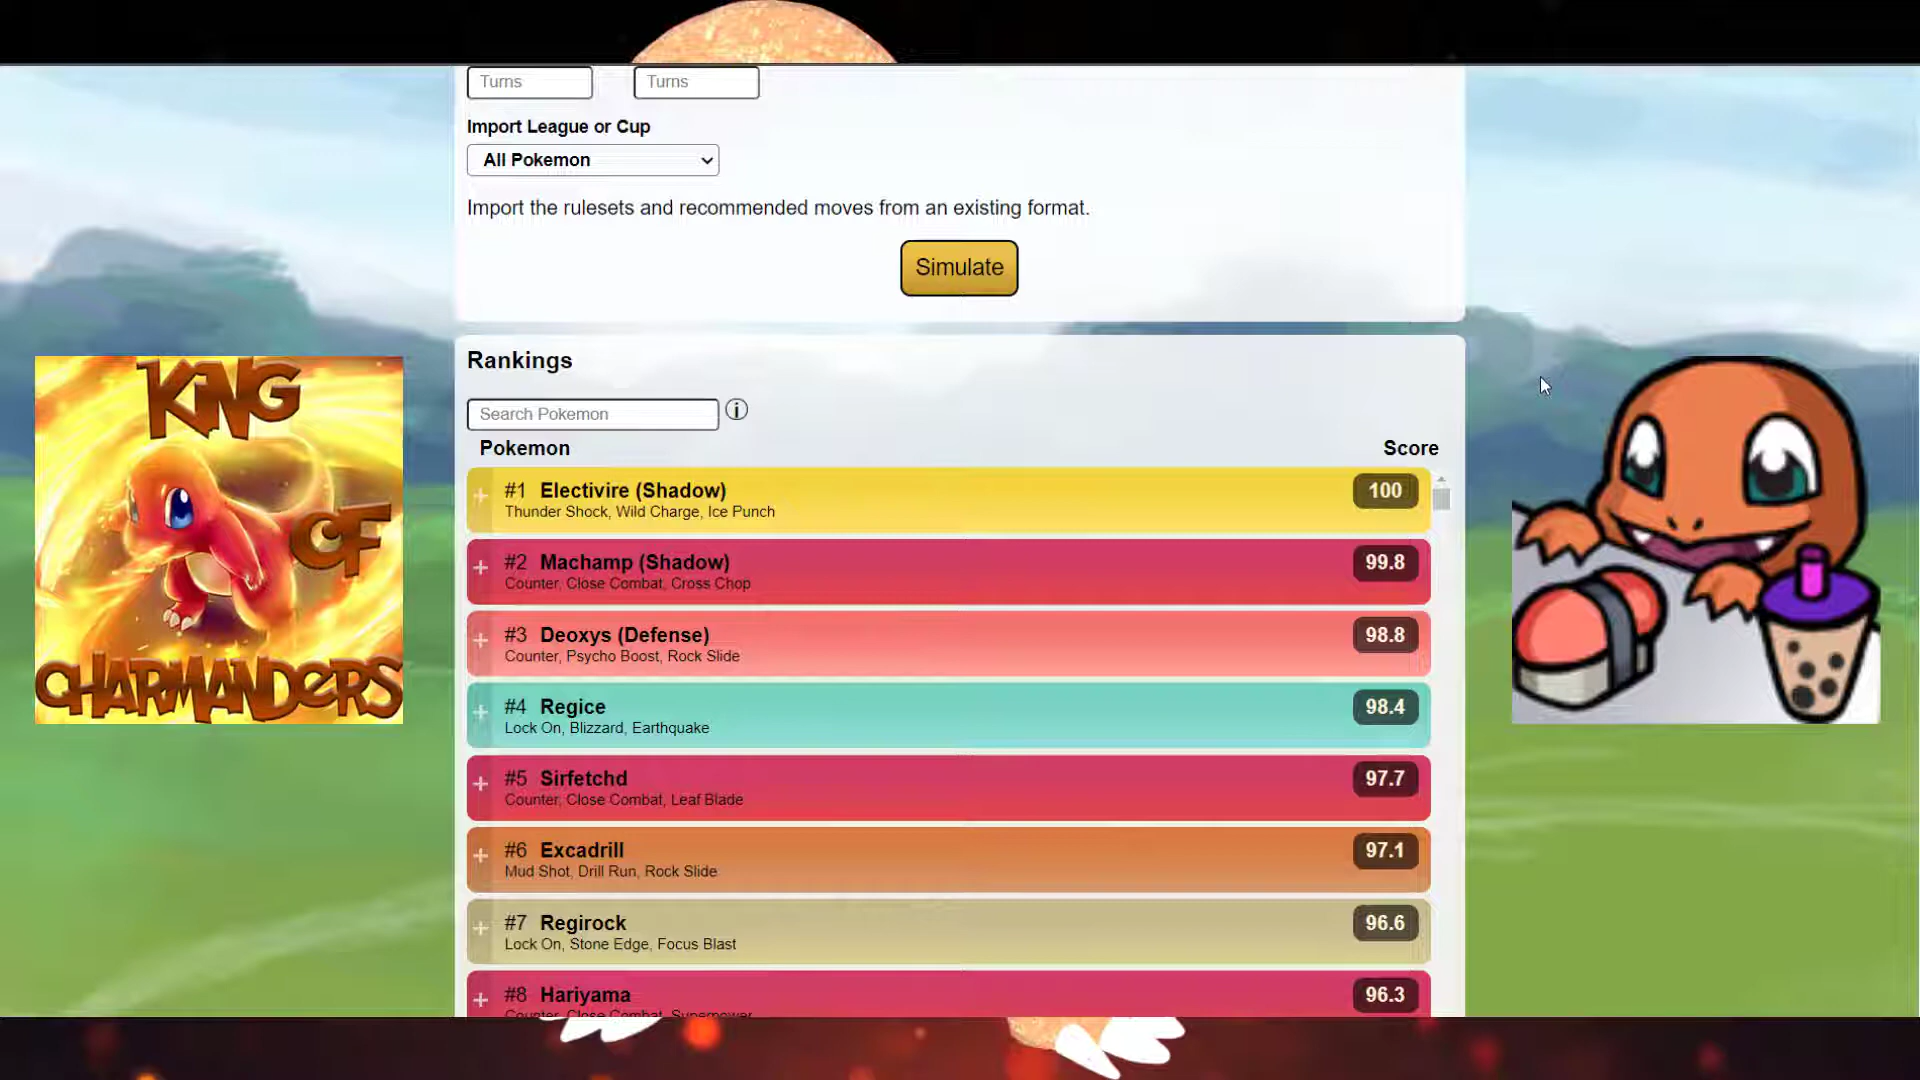 Turns Turns
Import League or Cup
All Pokemon
Import the rulesets and recommended moves from an existing format.
Simulate
Rankings
Search Pokemon i
Pokemon Score
#1 Electivire (Shadow) 100
Thunder Shock, Wild Charge, Ice Punch
#2 Machamp (Shadow) 99.8
Counter, Close Combat, Cross Chop
#3 Deoxys (Defense) 98.8
Counter, Psycho Boost, Rock Slide
#4 Regice 98.4
Lock On, Blizzard, Earthquake
#5 Sirfetchd 97.7
Counter, Close Combat, Leaf Blade
#6 Excadrill 97.1
Mud Shot, Drill Run, Rock Slide
#7 Regirock 96.6
Lock On, Stone Edge, Focus Blast
#8 Hariyama 96.3
Counter, Close Combat, Superpower
KNG
OF
CHARMANDERS